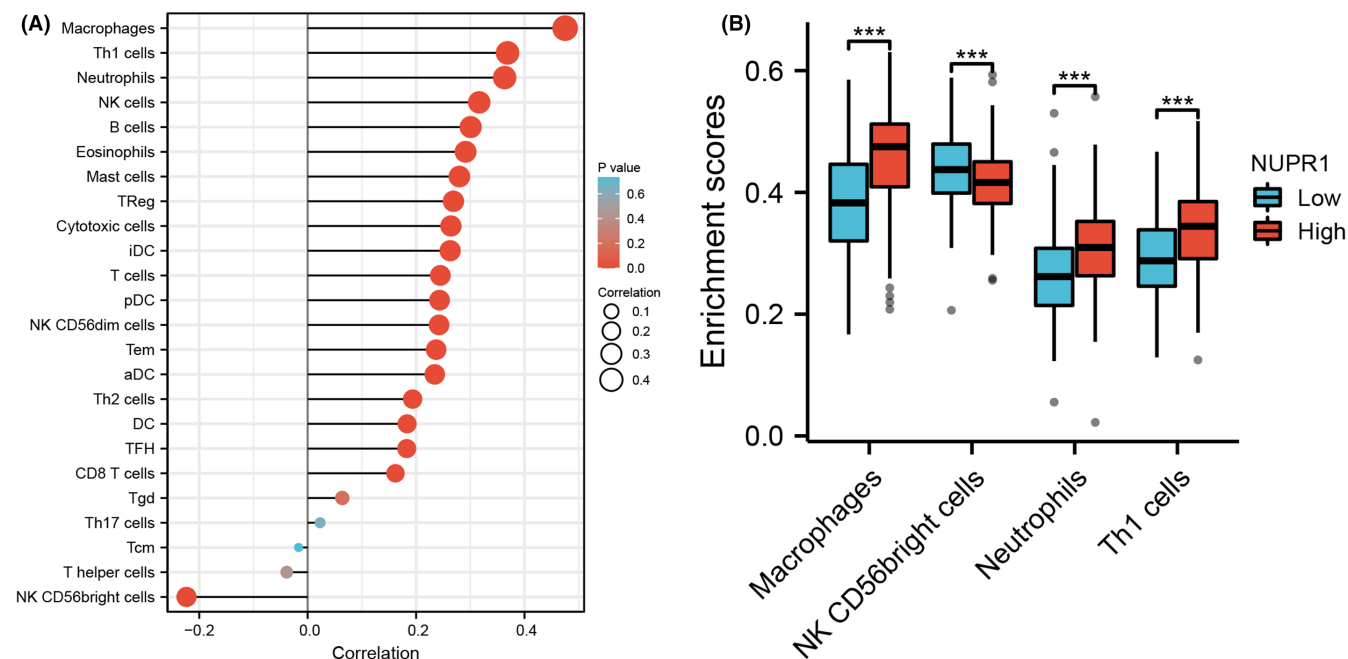 (A)
Macrophages
Th1 cells
Neutrophils
NK cells
B cells
Eosinophils
Mast cells
TReg
Cytotoxic cells
iDC
T cells
pDC
NK CD56dim cells
Tem
aDC
Th2 cells
DC
TFH
CD8 T cells
Tgd
Th17 cells
Tcm
T helper cells
NK CD56bright cells
−0.2 0.0 0.2 0.4
Correlation
P value
0.6
0.4
0.2
0.0
Correlation
0.1
0.2
0.3
0.4
(B)
Enrichment scores
0.6
0.4
0.2
0.0
*** *** *** ***
Macrophages
NK CD56bright cells
Neutrophils
Th1 cells
NUPR1
Low
High